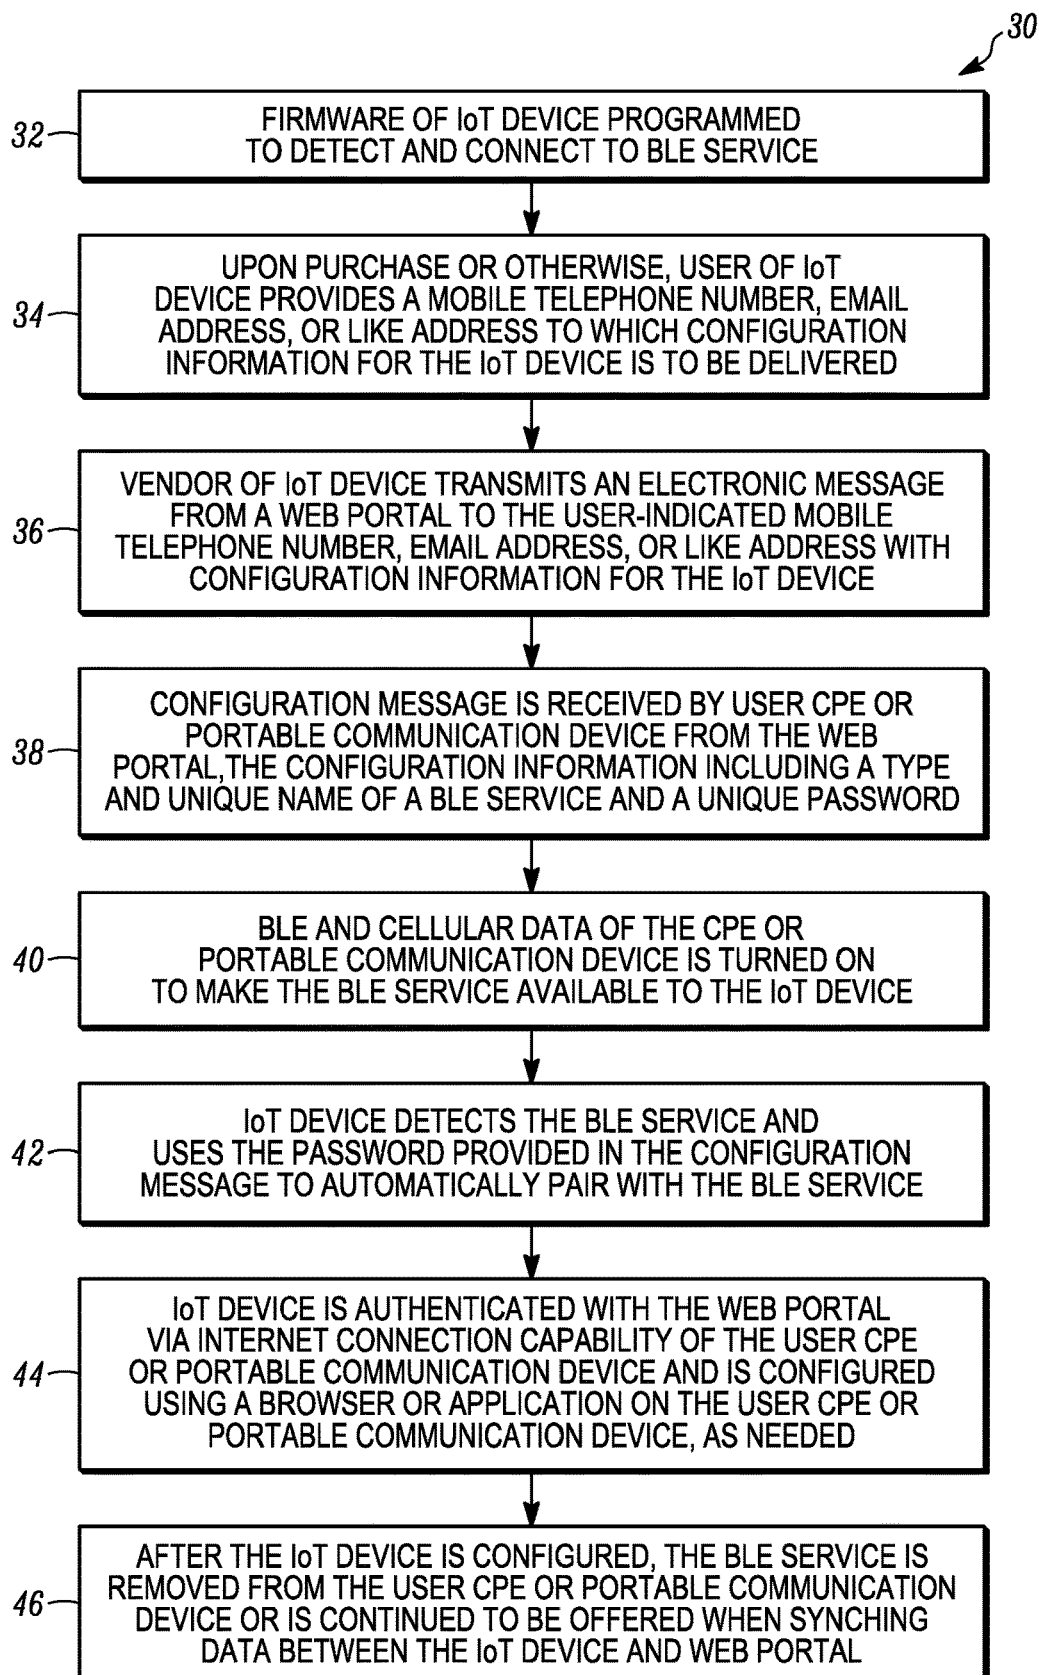 30
32
FIRMWARE OF IoT DEVICE PROGRAMMED
TO DETECT AND CONNECT TO BLE SERVICE
34
UPON PURCHASE OR OTHERWISE, USER OF IoT
DEVICE PROVIDES A MOBILE TELEPHONE NUMBER, EMAIL
ADDRESS, OR LIKE ADDRESS TO WHICH CONFIGURATION
INFORMATION FOR THE IoT DEVICE IS TO BE DELIVERED
36
VENDOR OF IoT DEVICE TRANSMITS AN ELECTRONIC MESSAGE
FROM A WEB PORTAL TO THE USER-INDICATED MOBILE
TELEPHONE NUMBER, EMAIL ADDRESS, OR LIKE ADDRESS WITH
CONFIGURATION INFORMATION FOR THE IoT DEVICE
38
CONFIGURATION MESSAGE IS RECEIVED BY USER CPE OR
PORTABLE COMMUNICATION DEVICE FROM THE WEB
PORTAL,THE CONFIGURATION INFORMATION INCLUDING A TYPE
AND UNIQUE NAME OF A BLE SERVICE AND A UNIQUE PASSWORD
40
BLE AND CELLULAR DATA OF THE CPE OR
PORTABLE COMMUNICATION DEVICE IS TURNED ON
TO MAKE THE BLE SERVICE AVAILABLE TO THE IoT DEVICE
42
IoT DEVICE DETECTS THE BLE SERVICE AND
USES THE PASSWORD PROVIDED IN THE CONFIGURATION
MESSAGE TO AUTOMATICALLY PAIR WITH THE BLE SERVICE
44
IoT DEVICE IS AUTHENTICATED WITH THE WEB PORTAL
VIA INTERNET CONNECTION CAPABILITY OF THE USER CPE
OR PORTABLE COMMUNICATION DEVICE AND IS CONFIGURED
USING A BROWSER OR APPLICATION ON THE USER CPE OR
PORTABLE COMMUNICATION DEVICE, AS NEEDED
46
AFTER THE IoT DEVICE IS CONFIGURED, THE BLE SERVICE IS
REMOVED FROM THE USER CPE OR PORTABLE COMMUNICATION
DEVICE OR IS CONTINUED TO BE OFFERED WHEN SYNCHING
DATA BETWEEN THE IoT DEVICE AND WEB PORTAL